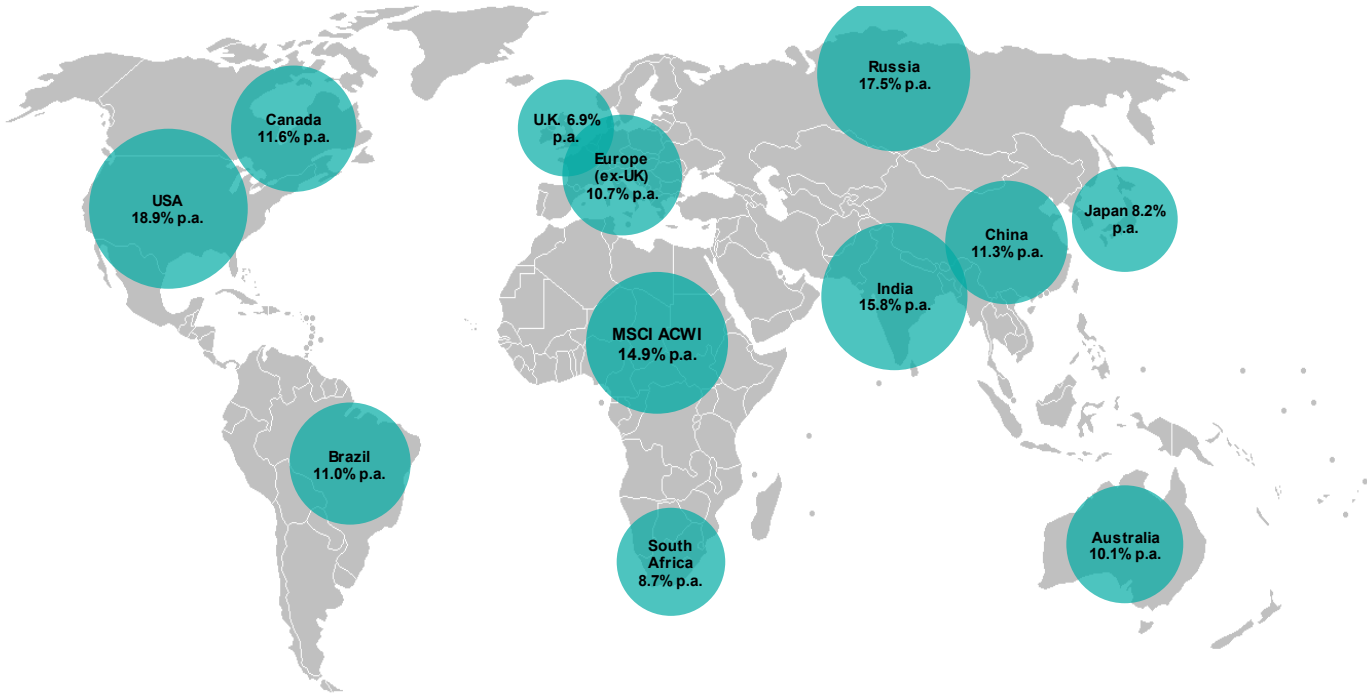 Russia
17.5% p.a.
Canada
11.6% p.a.
U.K. 6.9%
p.a.
Europe
(ex-UK)
10.7% p.a.
USA
18.9% p.a.
Japan 8.2%
p.a.
China
11.3% p.a.
India
15.8% p.a.
MSCI ACWI
14.9% p.a.
Brazil
11.0% p.a.
South
Africa
8.7% p.a.
Australia
10.1% p.a.